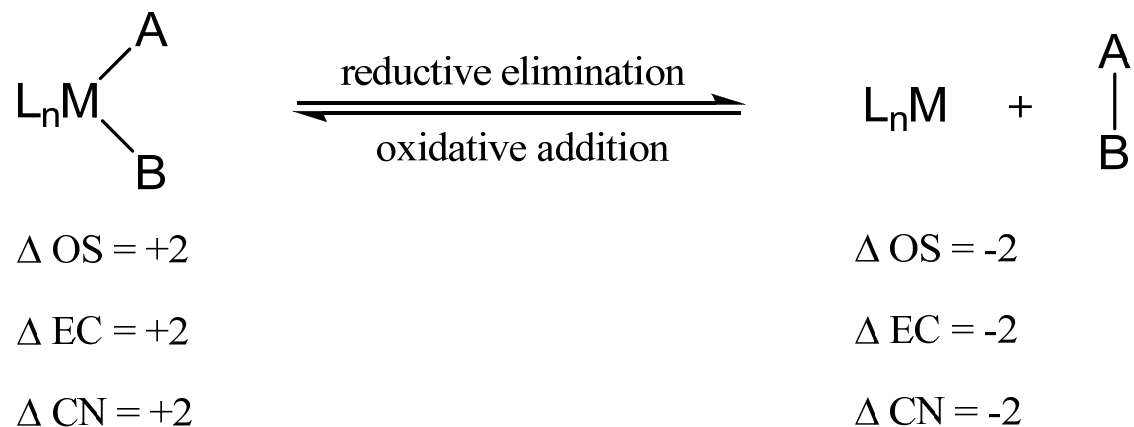 A
LₙM
B
reductive elimination
oxidative addition
LₙM + A
B
Δ OS = +2
Δ EC = +2
Δ CN = +2
Δ OS = -2
Δ EC = -2
Δ CN = -2